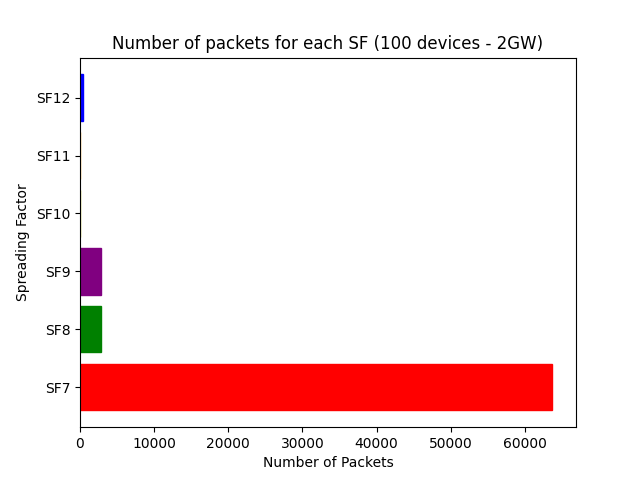 Number of packets for each SF (100 devices - 2GW)
SF12
SF11
SF10
SF9
SF8
SF7
Spreading Factor
0 10000 20000 30000 40000 50000 60000
Number of Packets